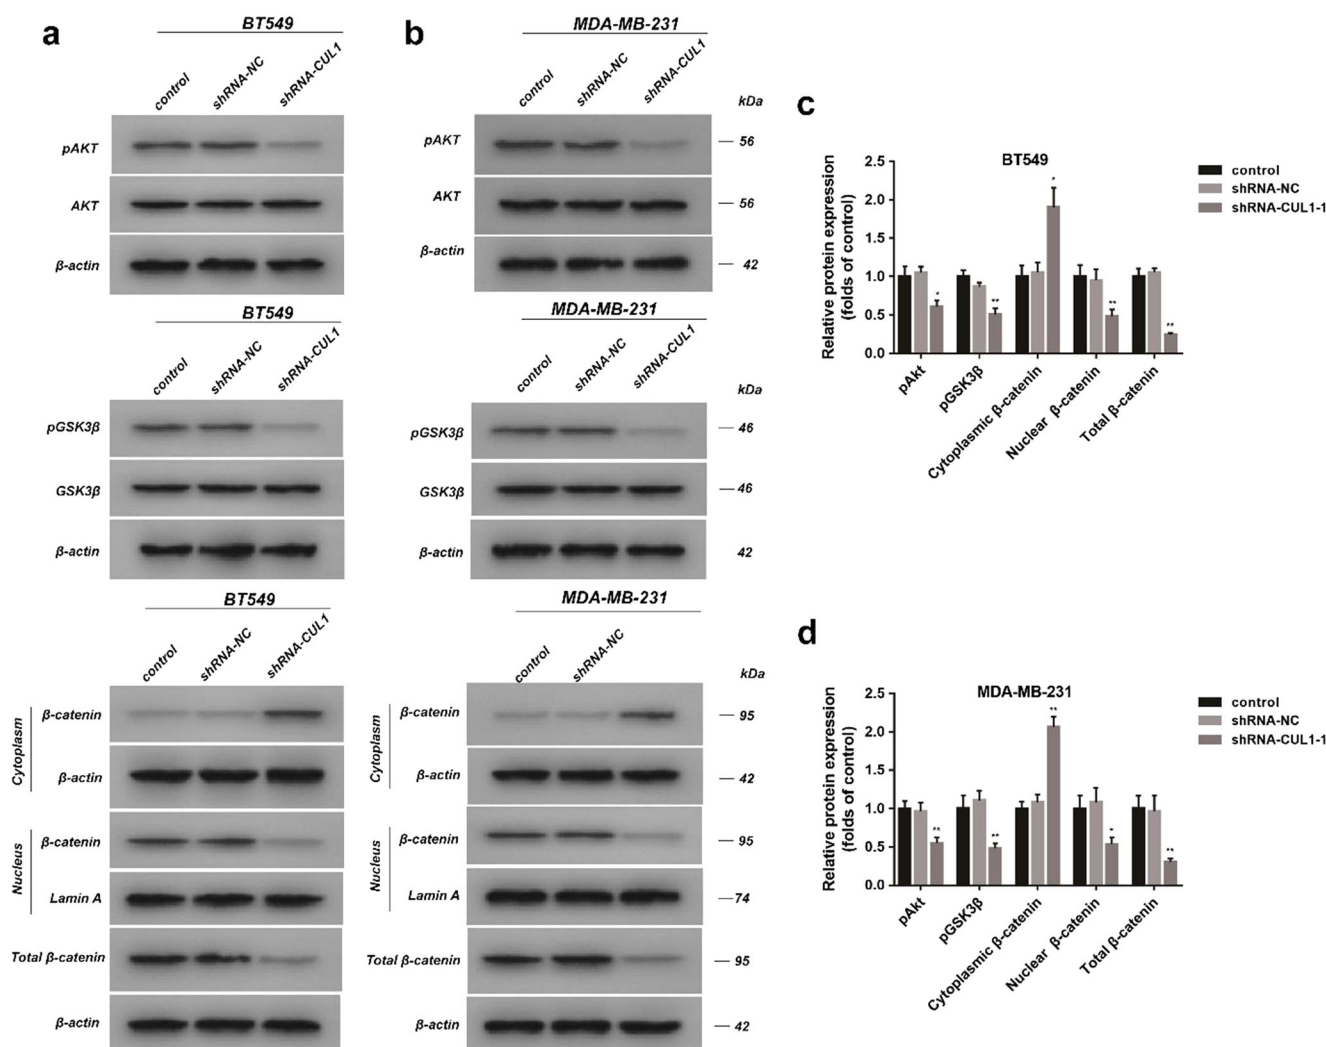 a
BT549
control
shRNA-NC
shRNA-CUL1
pAKT
AKT
β-actin
BT549
control
shRNA-NC
shRNA-CUL1
pGSK3β
GSK3β
β-actin
BT549
control
shRNA-NC
shRNA-CUL1
Cytoplasm
β-catenin
β-actin
Nucleus
β-catenin
Lamin A
Total β-catenin
β-actin
b
MDA-MB-231
control
shRNA-NC
shRNA-CUL1
kDa
pAKT
56
AKT
56
β-actin
42
MDA-MB-231
control
shRNA-NC
shRNA-CUL1
kDa
pGSK3β
46
GSK3β
46
β-actin
42
MDA-MB-231
control
shRNA-NC
shRNA-CUL1
kDa
Cytoplasm
β-catenin
95
β-actin
42
Nucleus
β-catenin
95
Lamin A
74
Total β-catenin
95
β-actin
42
c
BT549
control
shRNA-NC
shRNA-CUL1-1
Relative protein expression
(folds of control)
2.5
2.0
1.5
1.0
0.5
0.0
*
**
*
**
**
pAkt
pGSK3β
Cytoplasmic β-catenin
Nuclear β-catenin
Total β-catenin
d
MDA-MB-231
control
shRNA-NC
shRNA-CUL1-1
Relative protein expression
(folds of control)
2.5
2.0
1.5
1.0
0.5
0.0
**
**
**
*
**
pAkt
pGSK3β
Cytoplasmic β-catenin
Nuclear β-catenin
Total β-catenin